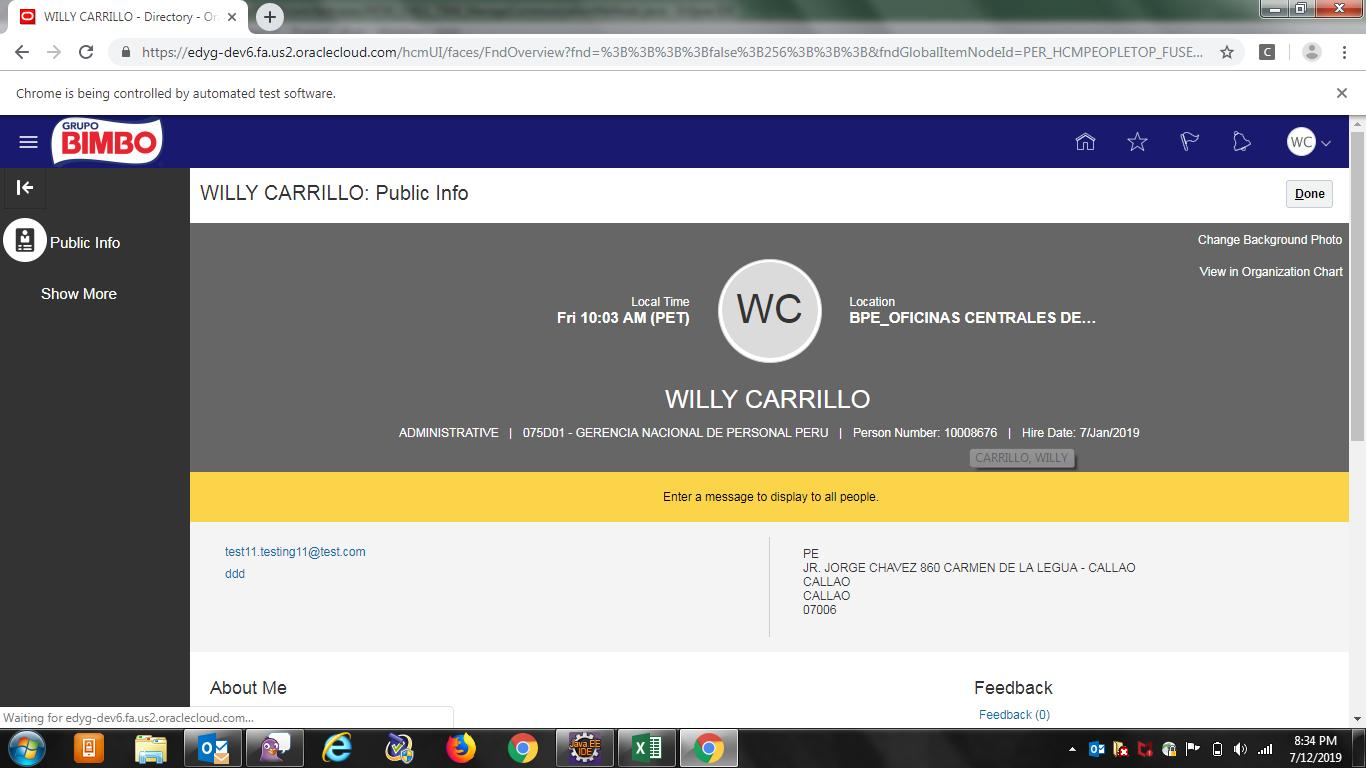 WILLY CARRILLO - Directory - Or
https://edyg-dev6.fa.us2.oraclecloud.com/hcmUI/faces/FndOverview?fnd=%3B%3B%3B%3Bfalse%3B256%3B%3B%3B&fndGlobalItemNodeId=PER_HCMPEOPLETOP_FUSE...
C
Chrome is being controlled by automated test software.
GRUPO
BIMBO
WC
WILLY CARRILLO: Public Info
Done
Public Info
Show More
Change Background Photo
View in Organization Chart
Local Time
Fri 10:03 AM (PET)
WC
Location
BPE_OFICINAS CENTRALES DE...
WILLY CARRILLO
ADMINISTRATIVE | 075D01 - GERENCIA NACIONAL DE PERSONAL PERU | Person Number: 10008676 | Hire Date: 7/Jan/2019
CARRILLO, WILLY
Enter a message to display to all people.
test11.testing11@test.com
ddd
PE
JR. JORGE CHAVEZ 860 CARMEN DE LA LEGUA - CALLAO
CALLAO
CALLAO
07006
About Me
Feedback
Feedback (0)
Waiting for edyg-dev6.fa.us2.oraclecloud.com...
Java EE
IDE
8:34 PM
7/12/2019